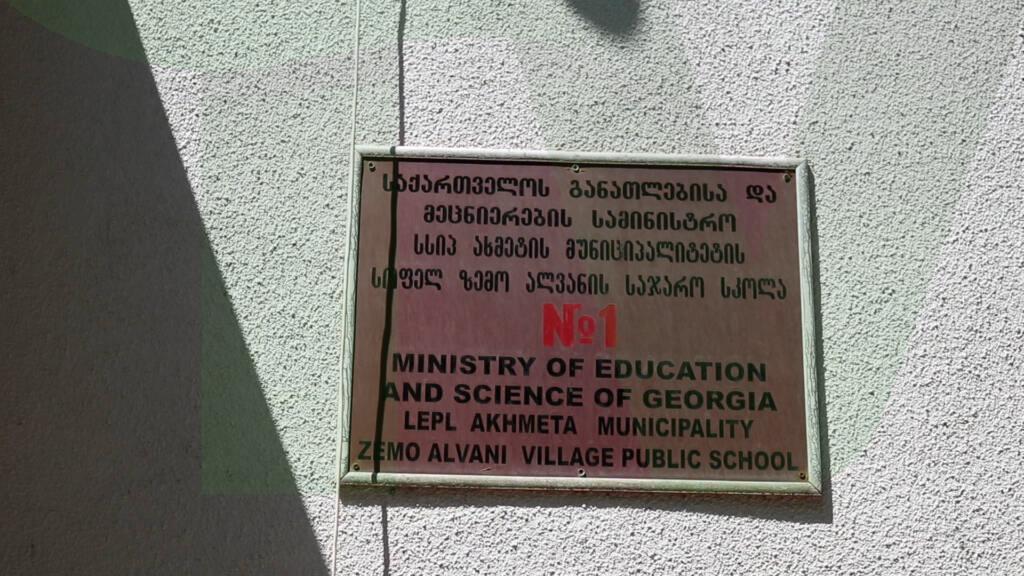 საქართველოს განათლებისა და
მეცნიერების სამინისტრო
სსიპ ახმეტის მუნიციპალიტეტის
სოფელ ზემო ალვანის საჯარო სკოლა
№1
MINISTRY OF EDUCATION
AND SCIENCE OF GEORGIA
LEPL AKHMETA MUNICIPALITY
ZEMO ALVANI VILLAGE PUBLIC SCHOOL